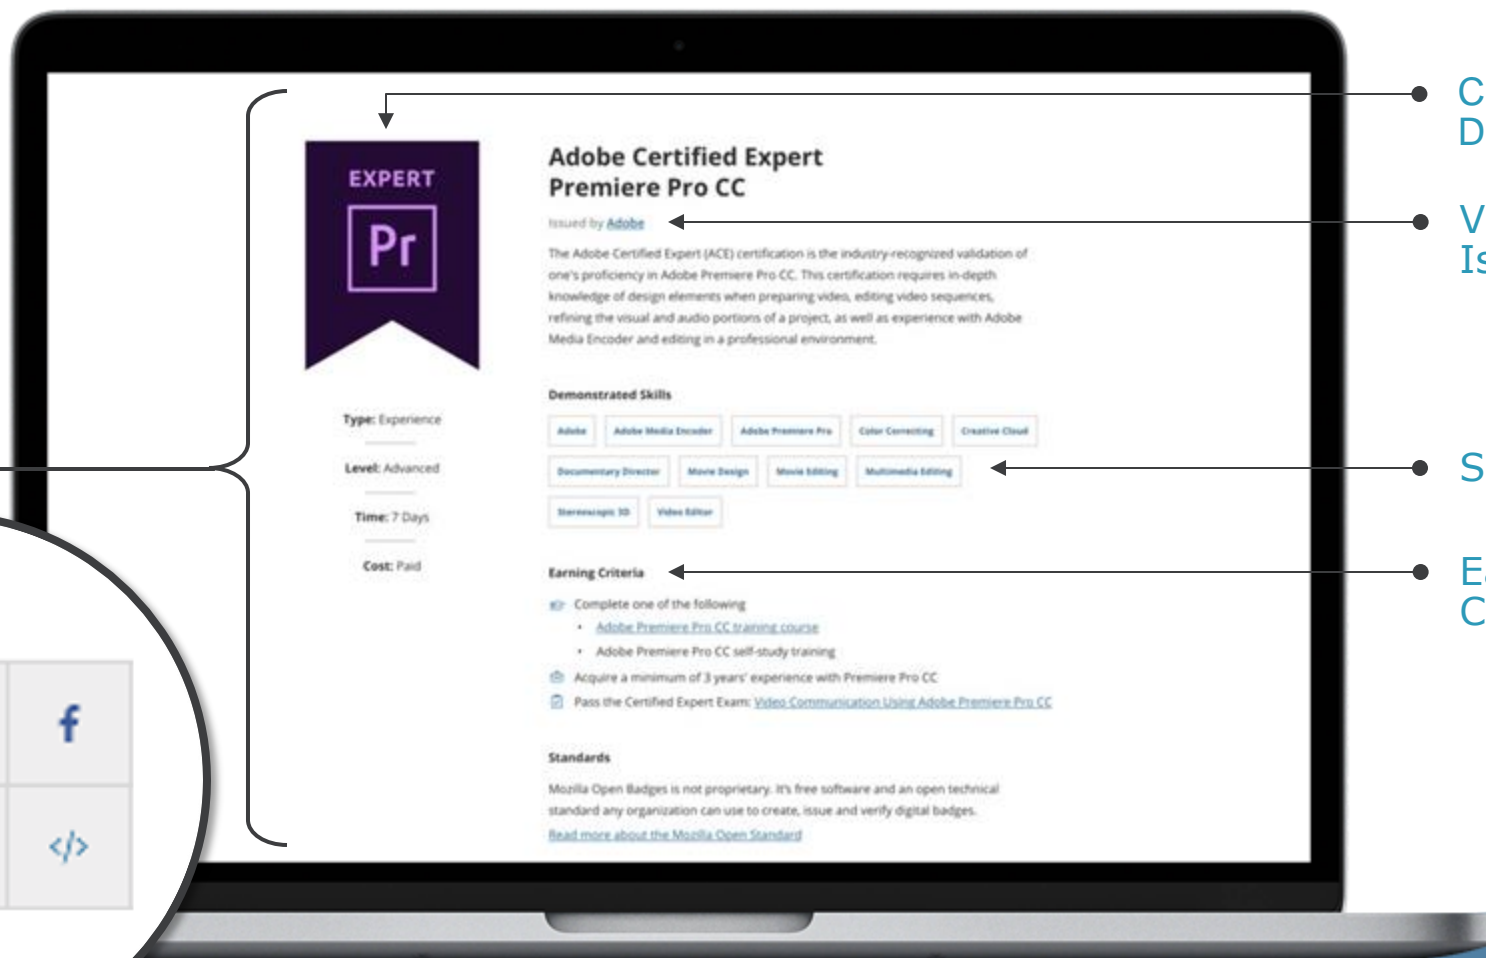 EXPERT
Pr
Type: Experience
Level: Advanced
Time: 7 Days
Cost: Paid
Adobe Certified Expert
Premiere Pro CC
Issued by Adobe
The Adobe Certified Expert (ACE) certification is the industry-recognized validation of
one's proficiency in Adobe Premiere Pro CC. This certification requires in-depth
knowledge of design elements when preparing video, editing video sequences,
refining the visual and audio portions of a project, as well as experience with Adobe
Media Encoder and editing in a professional environment.
Demonstrated Skills
Adobe Adobe Media Encoder Adobe Premiere Pro Color Correcting Creative Cloud
Documentary Director Movie Design Movie Editing Multimedia Editing
Stereoscopic 3D Video Editor
Earning Criteria
Complete one of the following
• Adobe Premiere Pro CC training course
• Adobe Premiere Pro CC self-study training
Acquire a minimum of 3 years' experience with Premiere Pro CC
Pass the Certified Expert Exam: Video Communication Using Adobe Premiere Pro CC
Standards
Mozilla Open Badges is not proprietary. It's free software and an open technical
standard any organization can use to create, issue and verify digital badges.
Read more about the Mozilla Open Standard
f
</>
C
D
V
Is
S
Ea
C